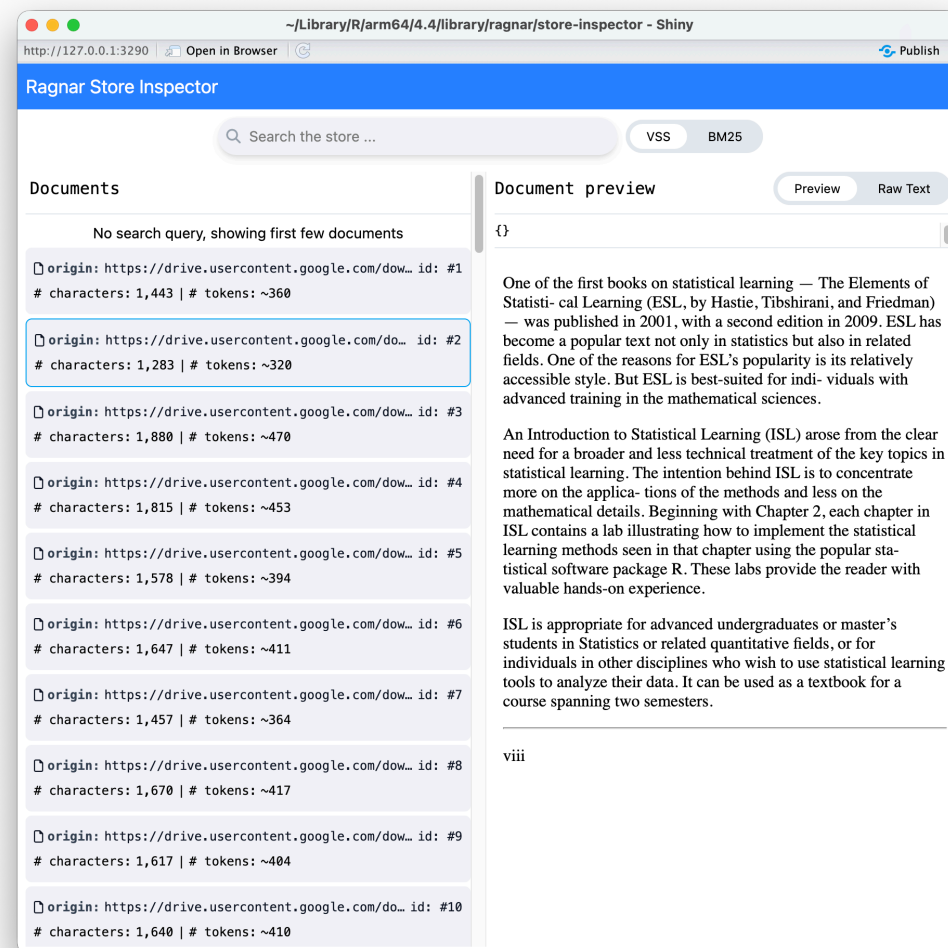 ~/Library/R/arm64/4.4/library/ragnar/store-inspector - Shiny
http://127.0.0.1:3290
Open in Browser
Publish
Ragnar Store Inspector
Search the store ...
VSS
BM25
Documents
No search query, showing first few documents
origin: https://drive.usercontent.google.com/dow… id: #1
# characters: 1,443 | # tokens: ~360
origin: https://drive.usercontent.google.com/do… id: #2
# characters: 1,283 | # tokens: ~320
origin: https://drive.usercontent.google.com/dow… id: #3
# characters: 1,880 | # tokens: ~470
origin: https://drive.usercontent.google.com/dow… id: #4
# characters: 1,815 | # tokens: ~453
origin: https://drive.usercontent.google.com/dow… id: #5
# characters: 1,578 | # tokens: ~394
origin: https://drive.usercontent.google.com/dow… id: #6
# characters: 1,647 | # tokens: ~411
origin: https://drive.usercontent.google.com/dow… id: #7
# characters: 1,457 | # tokens: ~364
origin: https://drive.usercontent.google.com/dow… id: #8
# characters: 1,670 | # tokens: ~417
origin: https://drive.usercontent.google.com/dow… id: #9
# characters: 1,617 | # tokens: ~404
origin: https://drive.usercontent.google.com/do… id: #10
# characters: 1,640 | # tokens: ~410
Document preview
Preview
Raw Text
{}
One of the first books on statistical learning — The Elements of
Statisti- cal Learning (ESL, by Hastie, Tibshirani, and Friedman)
— was published in 2001, with a second edition in 2009. ESL has
become a popular text not only in statistics but also in related
fields. One of the reasons for ESL’s popularity is its relatively
accessible style. But ESL is best-suited for indi- viduals with
advanced training in the mathematical sciences.
An Introduction to Statistical Learning (ISL) arose from the clear
need for a broader and less technical treatment of the key topics in
statistical learning. The intention behind ISL is to concentrate
more on the applica- tions of the methods and less on the
mathematical details. Beginning with Chapter 2, each chapter in
ISL contains a lab illustrating how to implement the statistical
learning methods seen in that chapter using the popular sta-
tistical software package R. These labs provide the reader with
valuable hands-on experience.
ISL is appropriate for advanced undergraduates or master’s
students in Statistics or related quantitative fields, or for
individuals in other disciplines who wish to use statistical learning
tools to analyze their data. It can be used as a textbook for a
course spanning two semesters.
viii